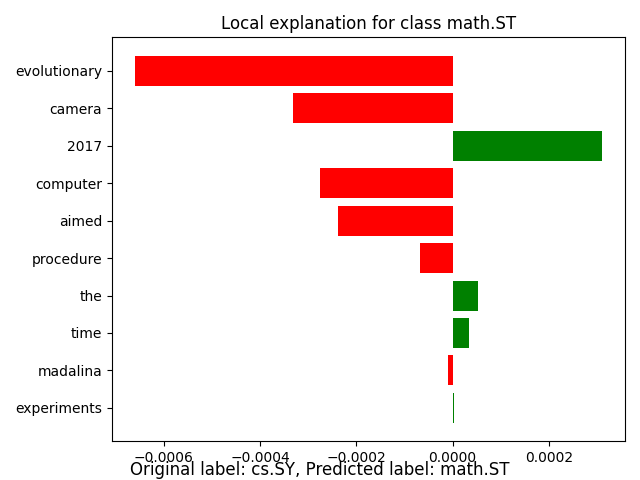 Local explanation for class math.ST
evolutionary
camera
2017
computer
aimed
procedure
the
time
madalina
experiments
−0.0006 −0.0004 −0.0002 0.0000 0.0002
Original label: cs.SY, Predicted label: math.ST